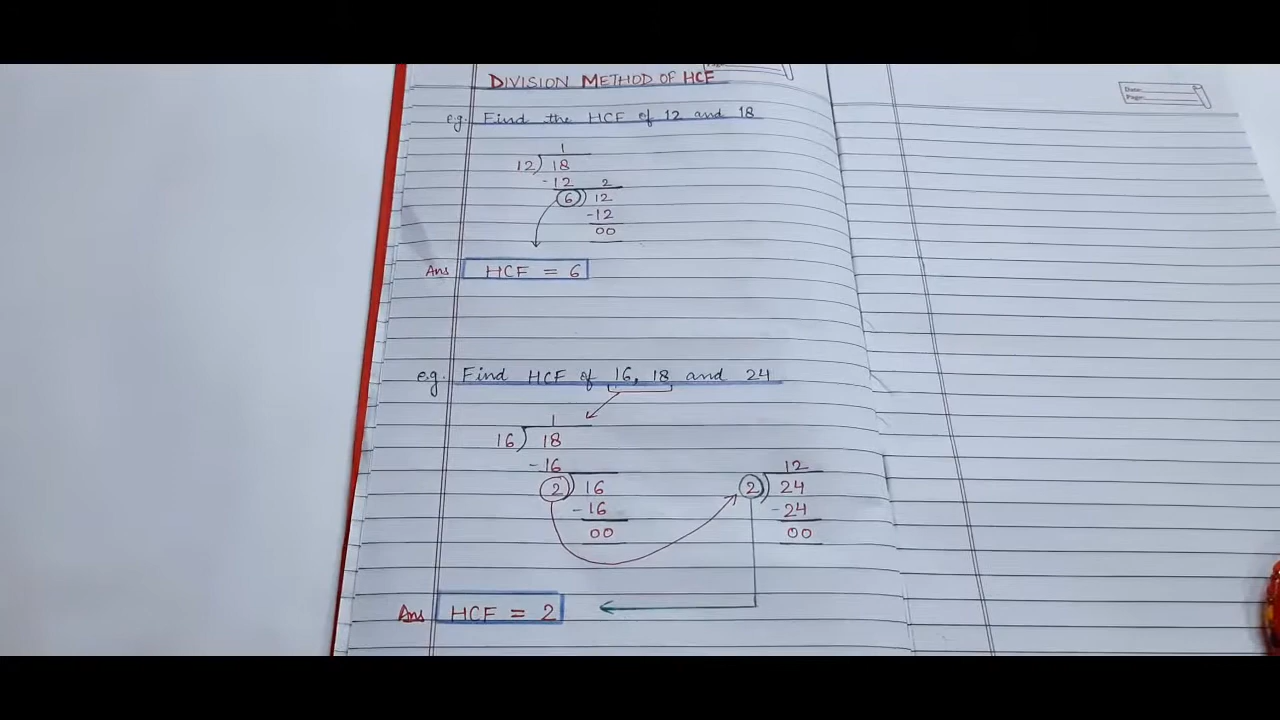 DIVISION METHOD OF HCF
e.g. Find the HCF of 12 and 18
1
12) 18
-12 2
6) 12
-12
00
Ans HCF = 6
e.g. Find HCF of 16, 18 and 24
1
16) 18
-16 12
2) 16 2) 24
-16 -24
00 00
Ans HCF = 2
Date:
Page: